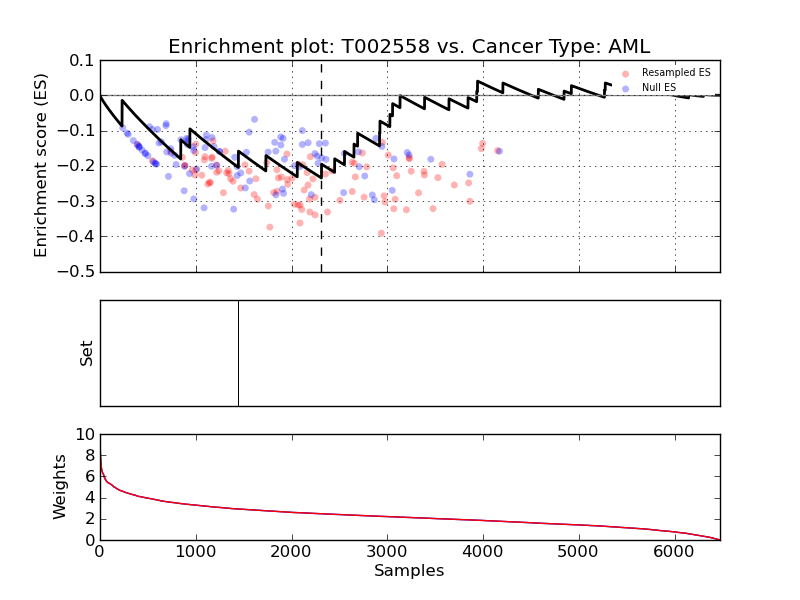 Enrichment plot: T002558 vs. Cancer Type: AML
Enrichment score (ES)
0.1
0.0
−0.1
−0.2
−0.3
−0.4
−0.5
Resampled ES
Null ES
Set
Weights
10
8
6
4
2
0
0 1000 2000 3000 4000 5000 6000
Samples